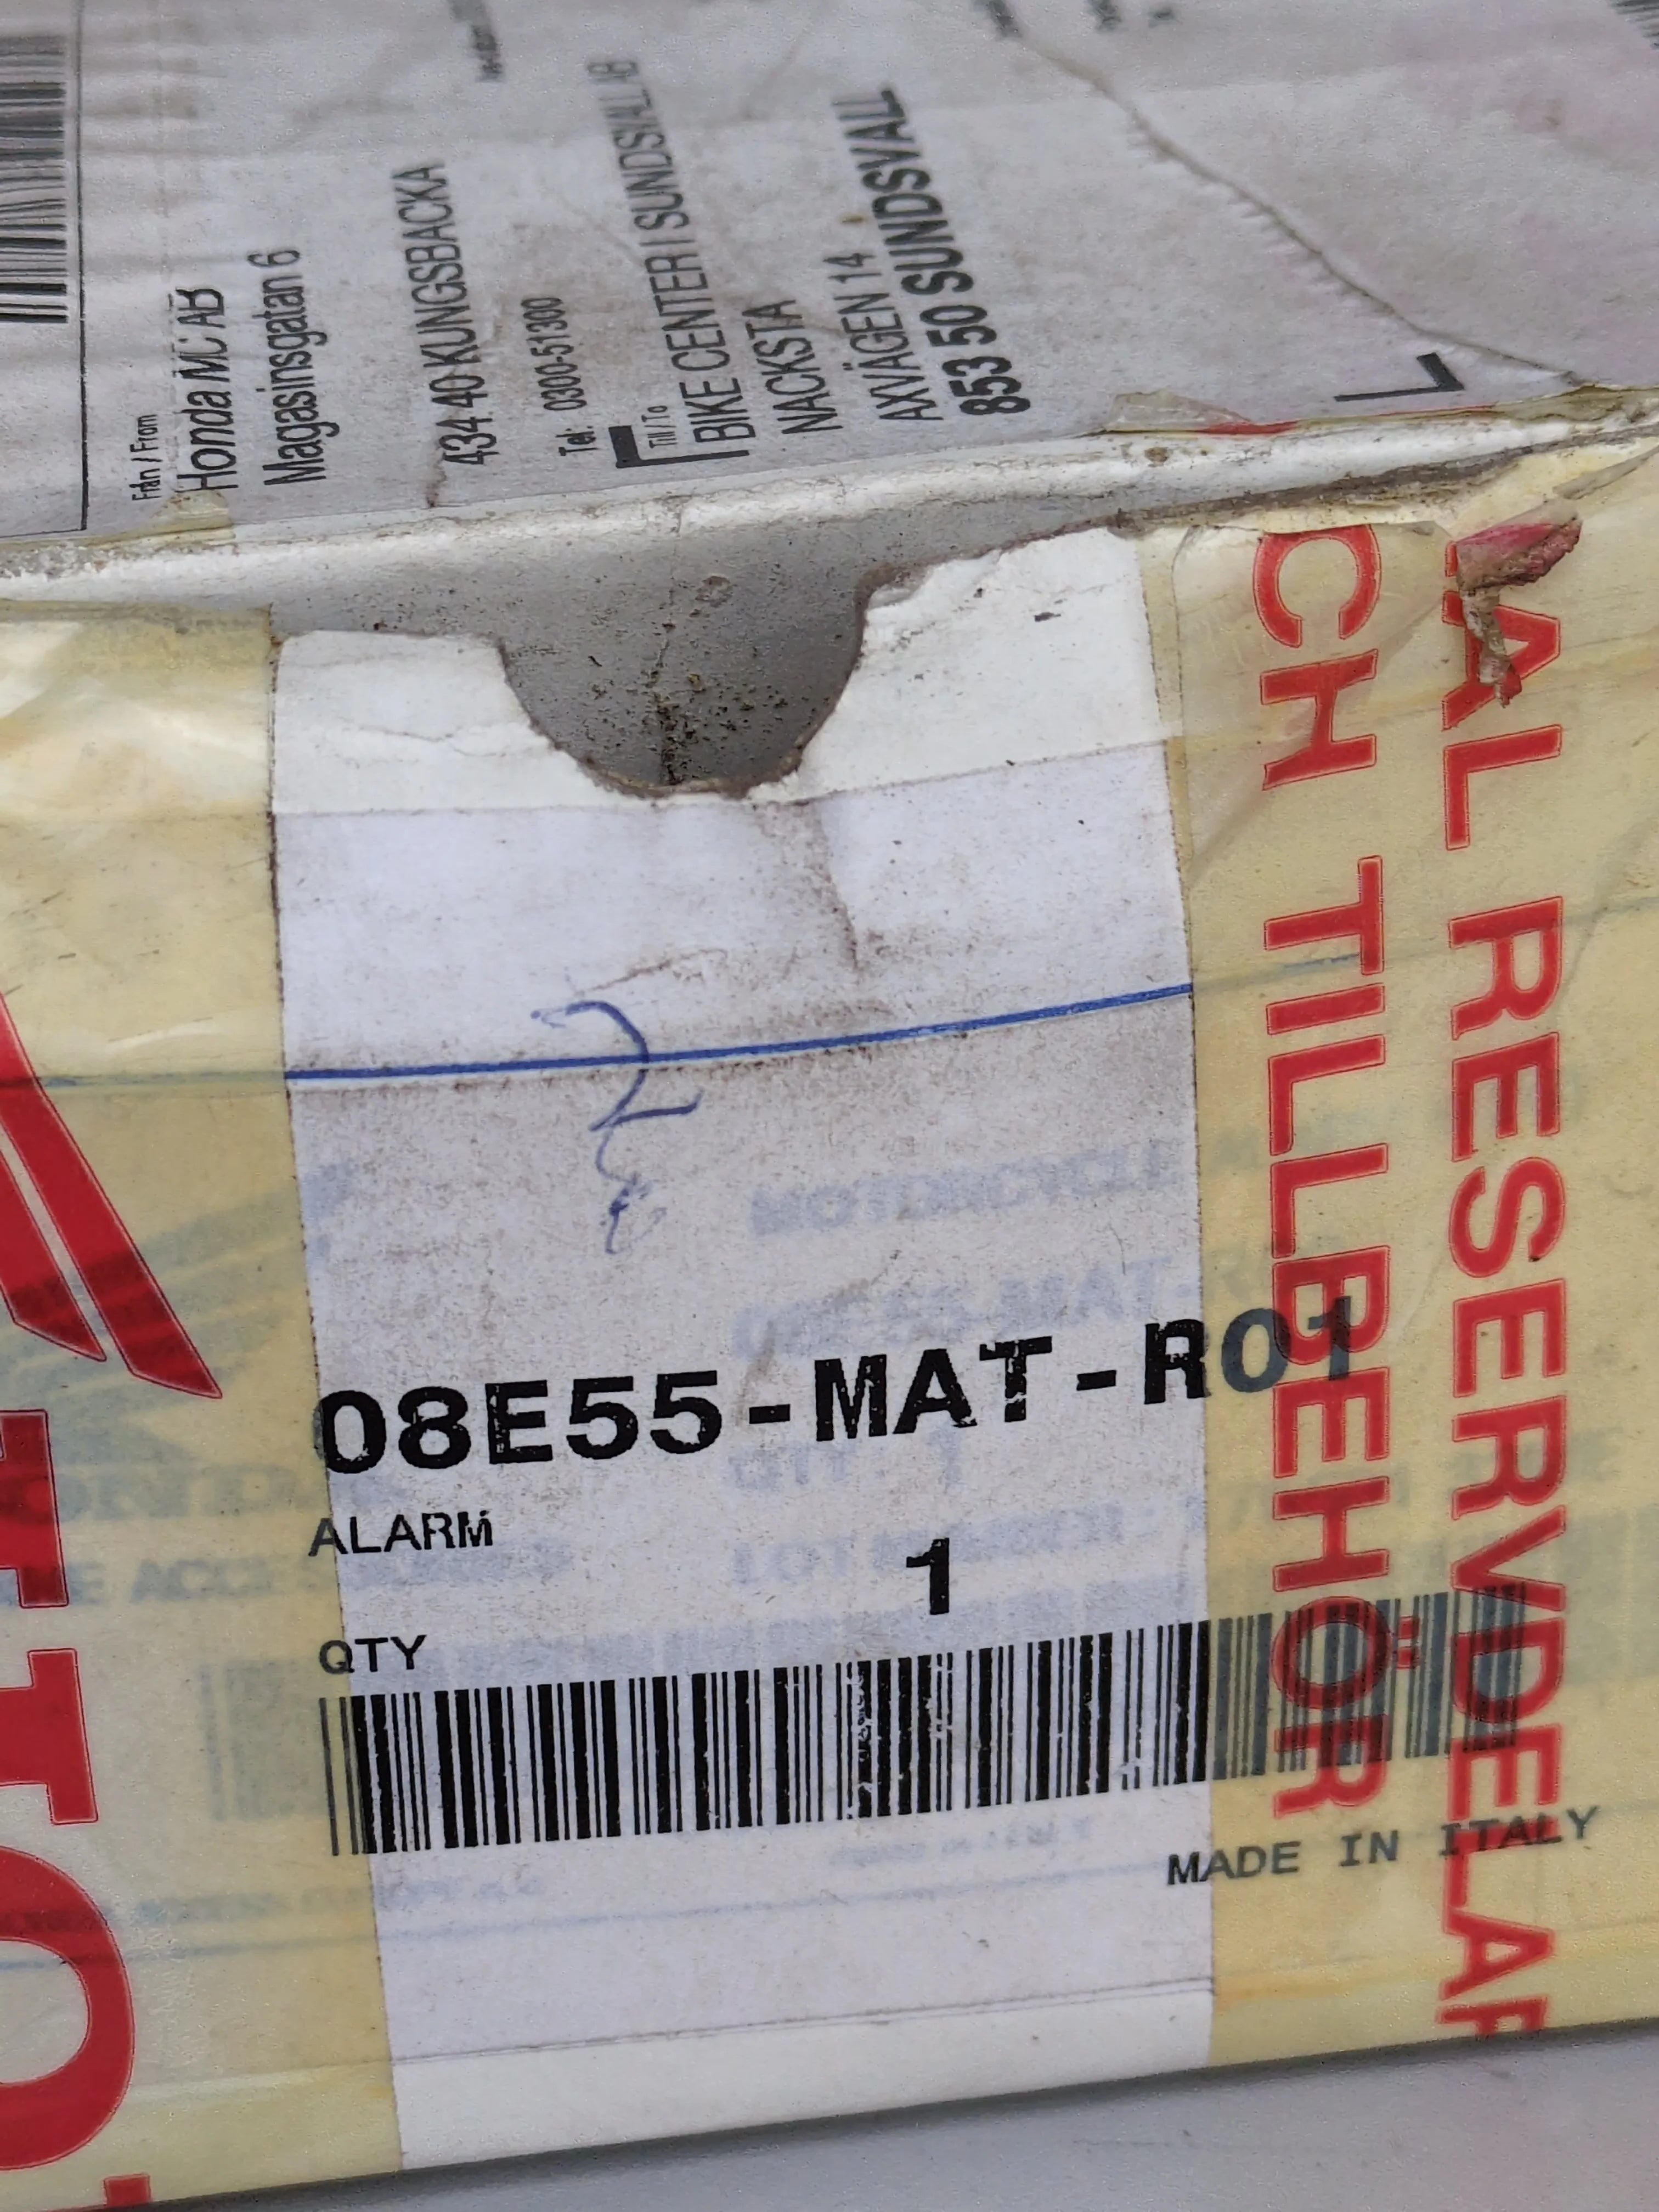 Från / From
Honda MC AB
Magasinsgatan 6
434 40 KUNGSBACKA
Tel: 0300-51300
Till / To
BIKE CENTER I SUNDSVALL AB
NACKSTA
AXVÄGEN 14
853 50 SUNDSVALL
08E55-MAT-R01
ALARM
1
QTY
MADE IN ITALY
AL RESERVDELAR
CH TILLBEHÖR